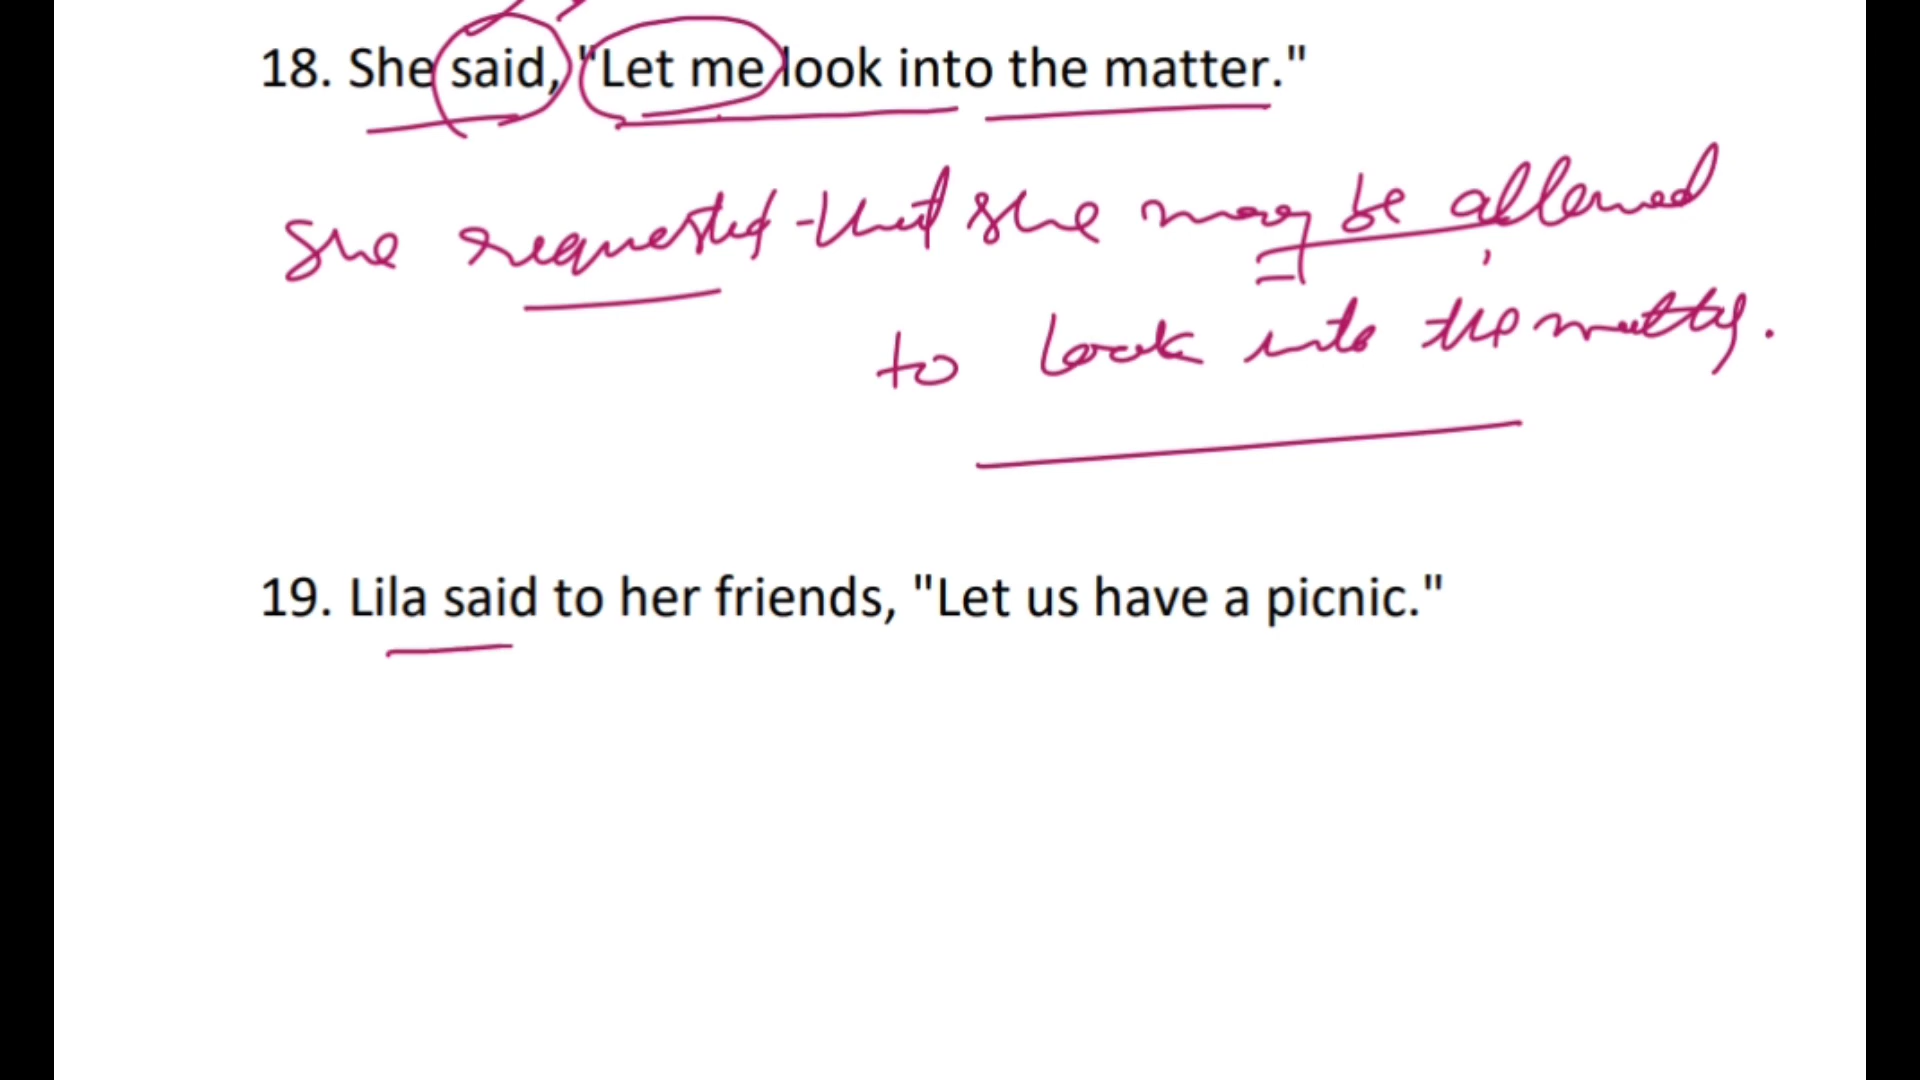 18. She said, "Let me look into the matter."
She requested that she may be allowed
to look into the matter.
19. Lila said to her friends, "Let us have a picnic."